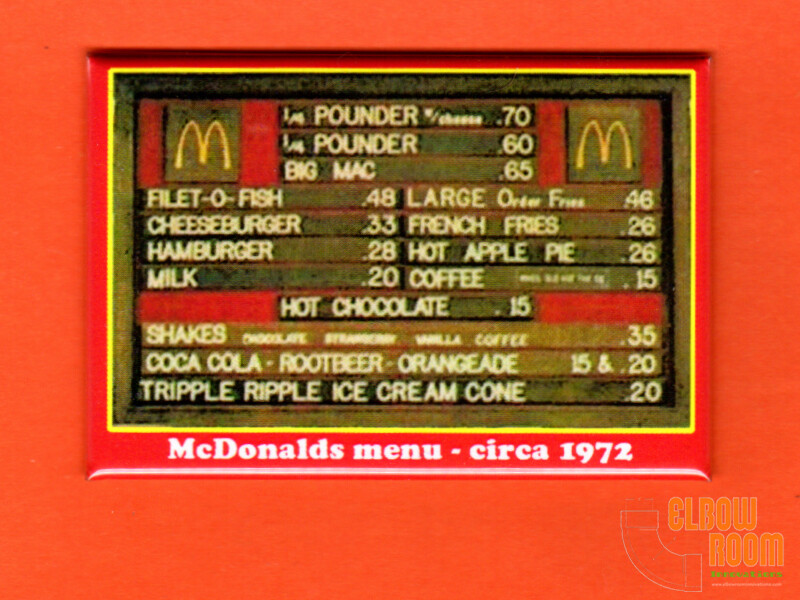 1/4 POUNDER W/cheese .70
1/4 POUNDER .60
BIG MAC .65
FILET-O-FISH .48
CHEESEBURGER .33
HAMBURGER .28
MILK .20
LARGE Order Fries .46
FRENCH FRIES .26
HOT APPLE PIE .26
COFFEE .15
HOT CHOCOLATE .15
SHAKES CHOCOLATE STRAWBERRY VANILLA COFFEE .35
COCA COLA - ROOTBEER - ORANGEADE 15 & .20
TRIPPLE RIPPLE ICE CREAM CONE .20
McDonalds menu - circa 1972
ELBOW
ROOM